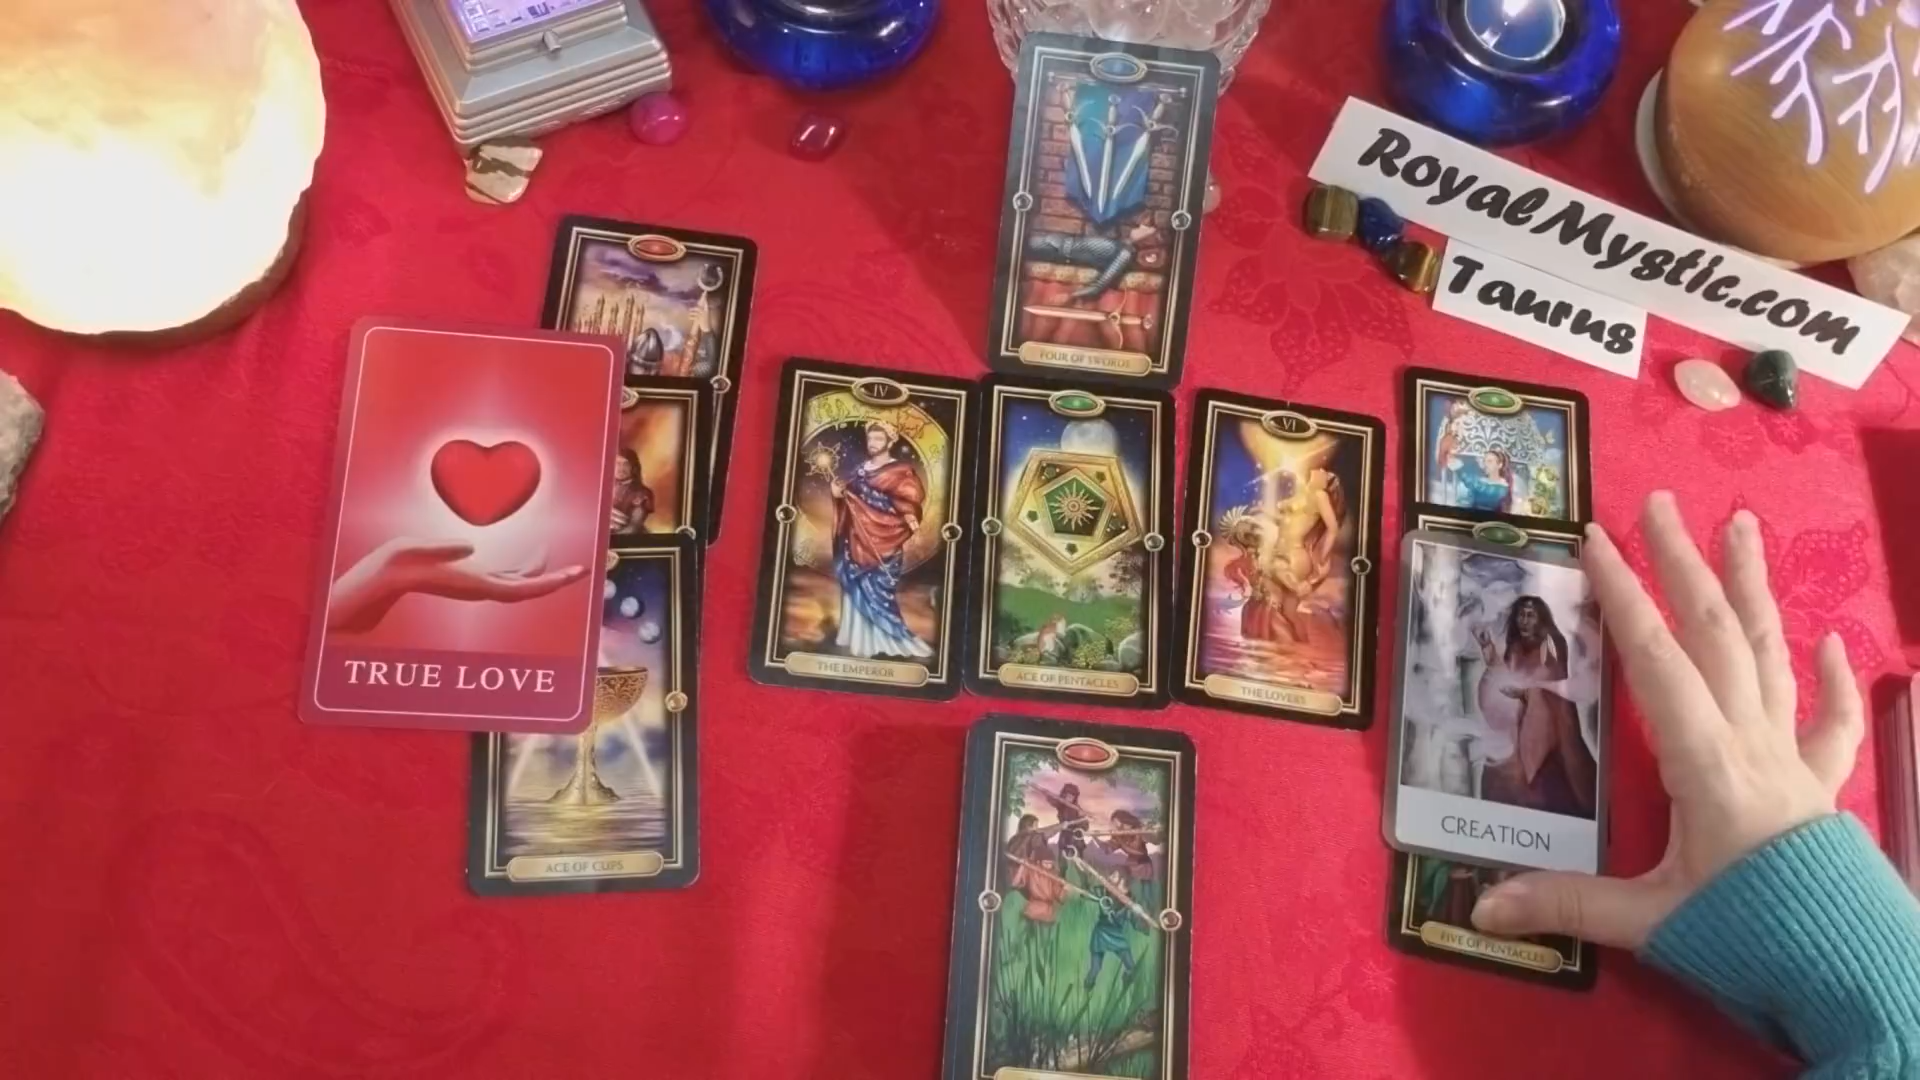 FOUR OF SWORDS
RoyalMystic.com
Taurus
IV
VI
TRUE LOVE
THE EMPEROR
ACE OF PENTACLES
THE LOVERS
CREATION
ACE OF CUPS
FIVE OF PENTACLES